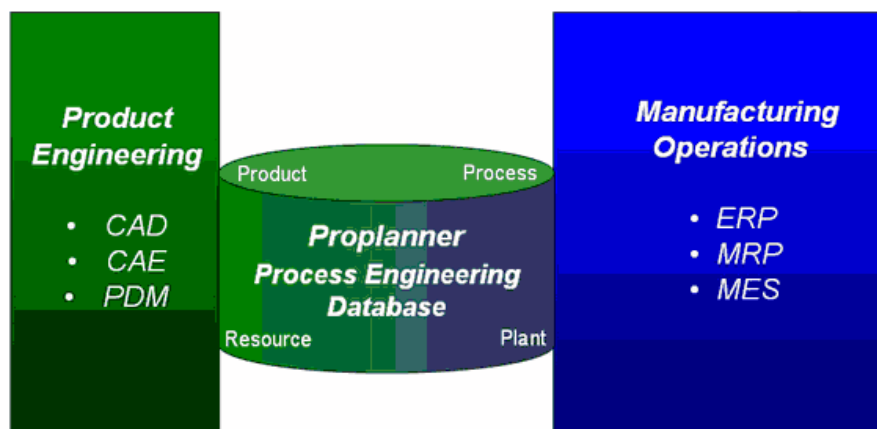 Product
Engineering
• CAD
• CAE
• PDM
Product
Process
Proplanner
Process Engineering
Database
Resource
Plant
Manufacturing
Operations
• ERP
• MRP
• MES